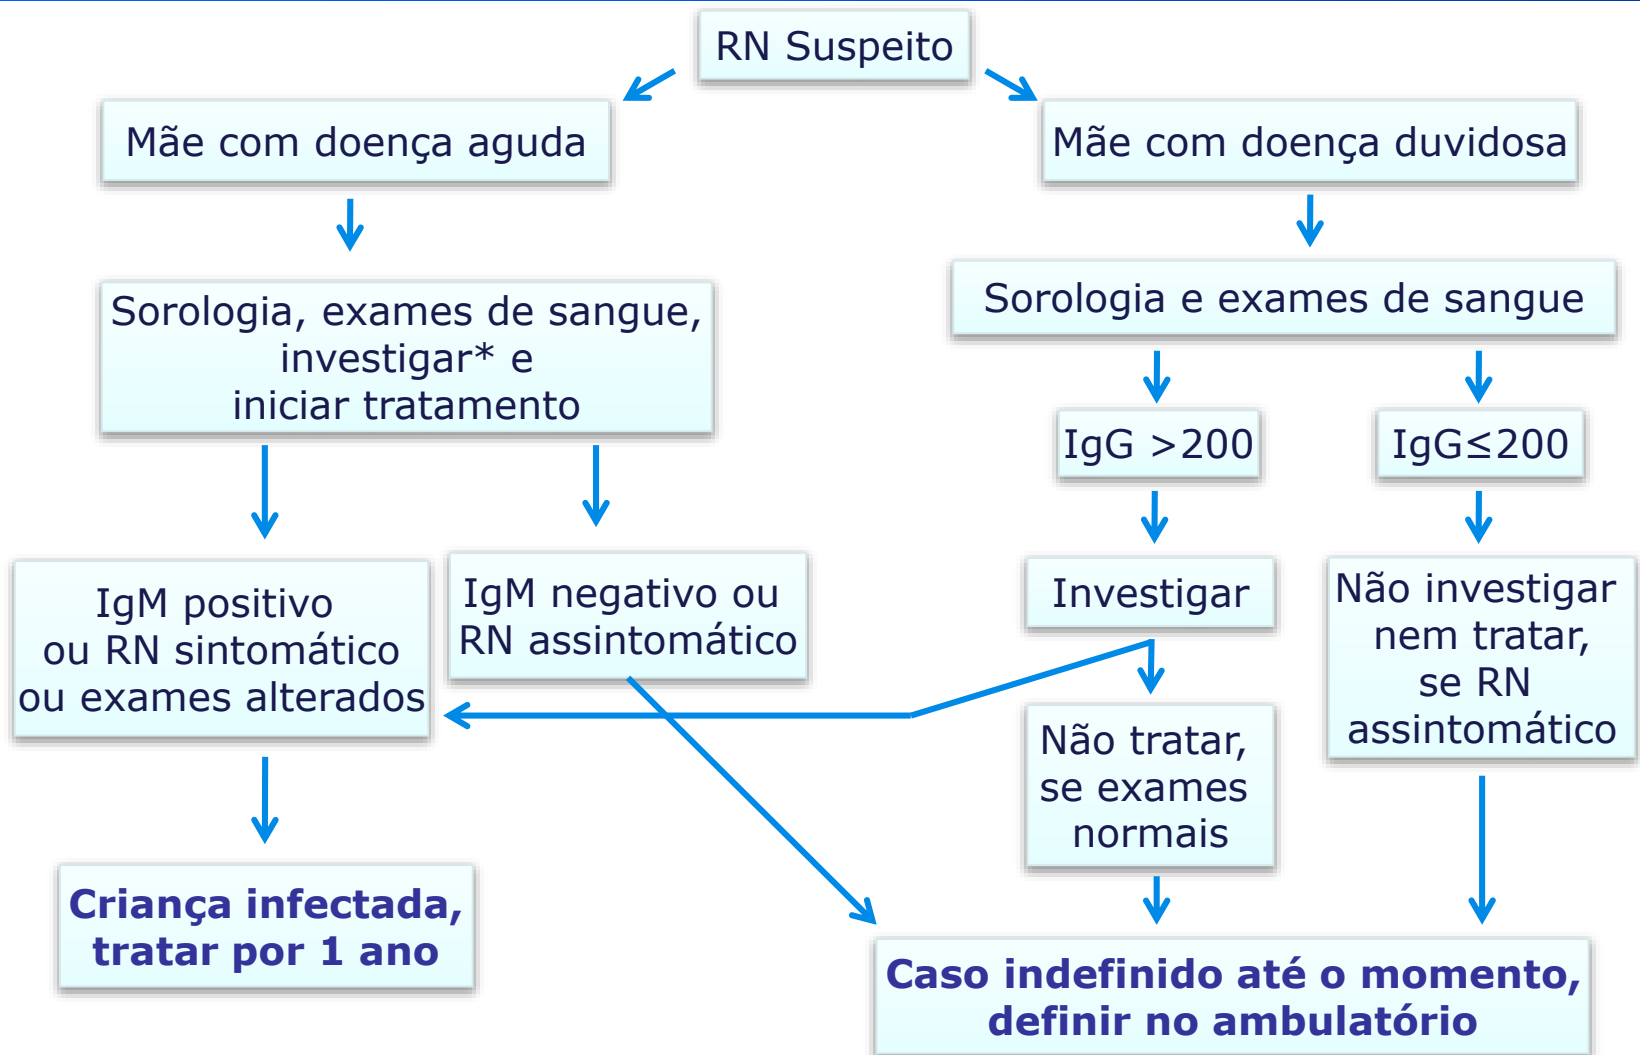 RN Suspeito
Mãe com doença aguda
Mãe com doença duvidosa
Sorologia, exames de sangue,
investigar* e
iniciar tratamento
Sorologia e exames de sangue
IgG >200
IgG≤200
IgM positivo
ou RN sintomático
ou exames alterados
IgM negativo ou
RN assintomático
Investigar
Não investigar
nem tratar,
se RN
assintomático
Não tratar,
se exames
normais
Criança infectada,
tratar por 1 ano
Caso indefinido até o momento,
definir no ambulatório